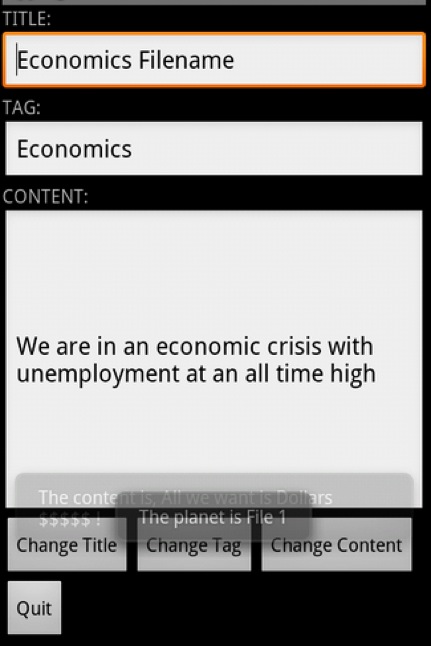 TITLE:
Economics Filename
TAG:
Economics
CONTENT:
We are in an economic crisis with
unemployment at an all time high
The content is, All we want is Dollars
$$$$$ !
The planet is File 1
Change Title
Change Tag
Change Content
Quit